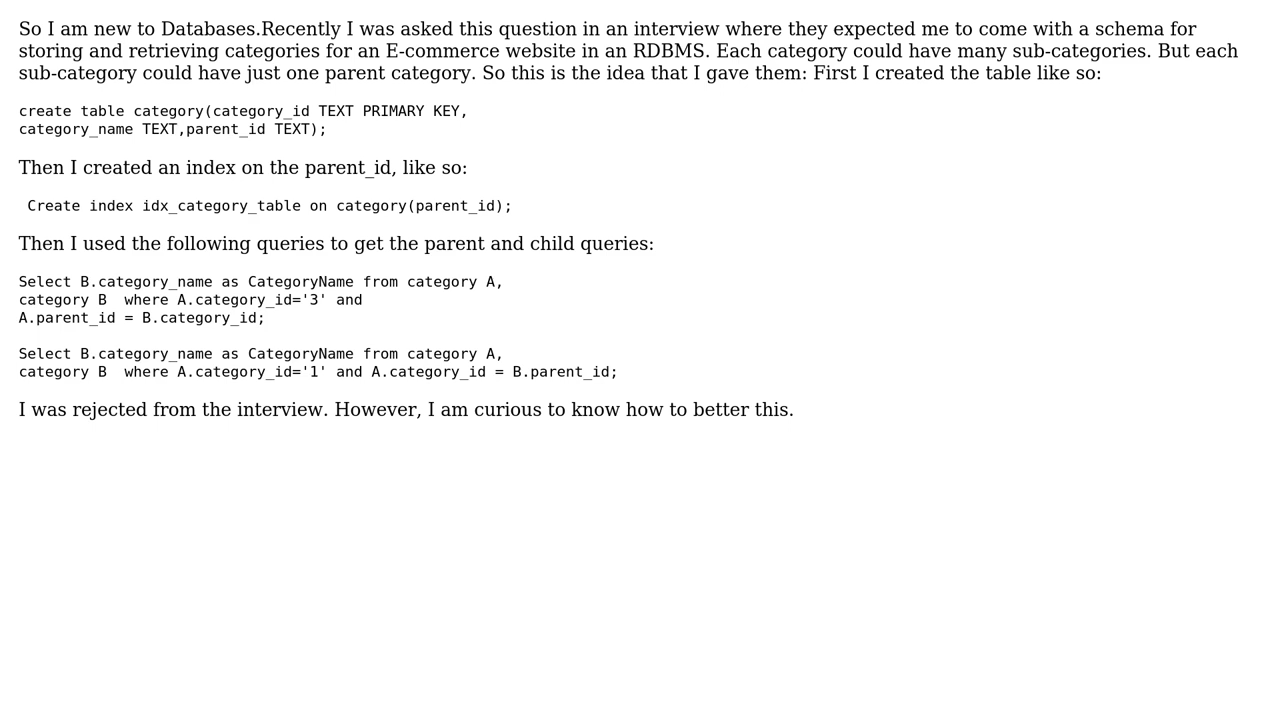 So I am new to Databases.Recently I was asked this question in an interview where they expected me to come with a schema for
storing and retrieving categories for an E-commerce website in an RDBMS. Each category could have many sub-categories. But each
sub-category could have just one parent category. So this is the idea that I gave them: First I created the table like so:
create table category(category_id TEXT PRIMARY KEY,
category_name TEXT,parent_id TEXT);
Then I created an index on the parent_id, like so:
Create index idx_category_table on category(parent_id);
Then I used the following queries to get the parent and child queries:
Select B.category_name as CategoryName from category A,
category B  where A.category_id='3' and
A.parent_id = B.category_id;
Select B.category_name as CategoryName from category A,
category B  where A.category_id='1' and A.category_id = B.parent_id;
I was rejected from the interview. However, I am curious to know how to better this.